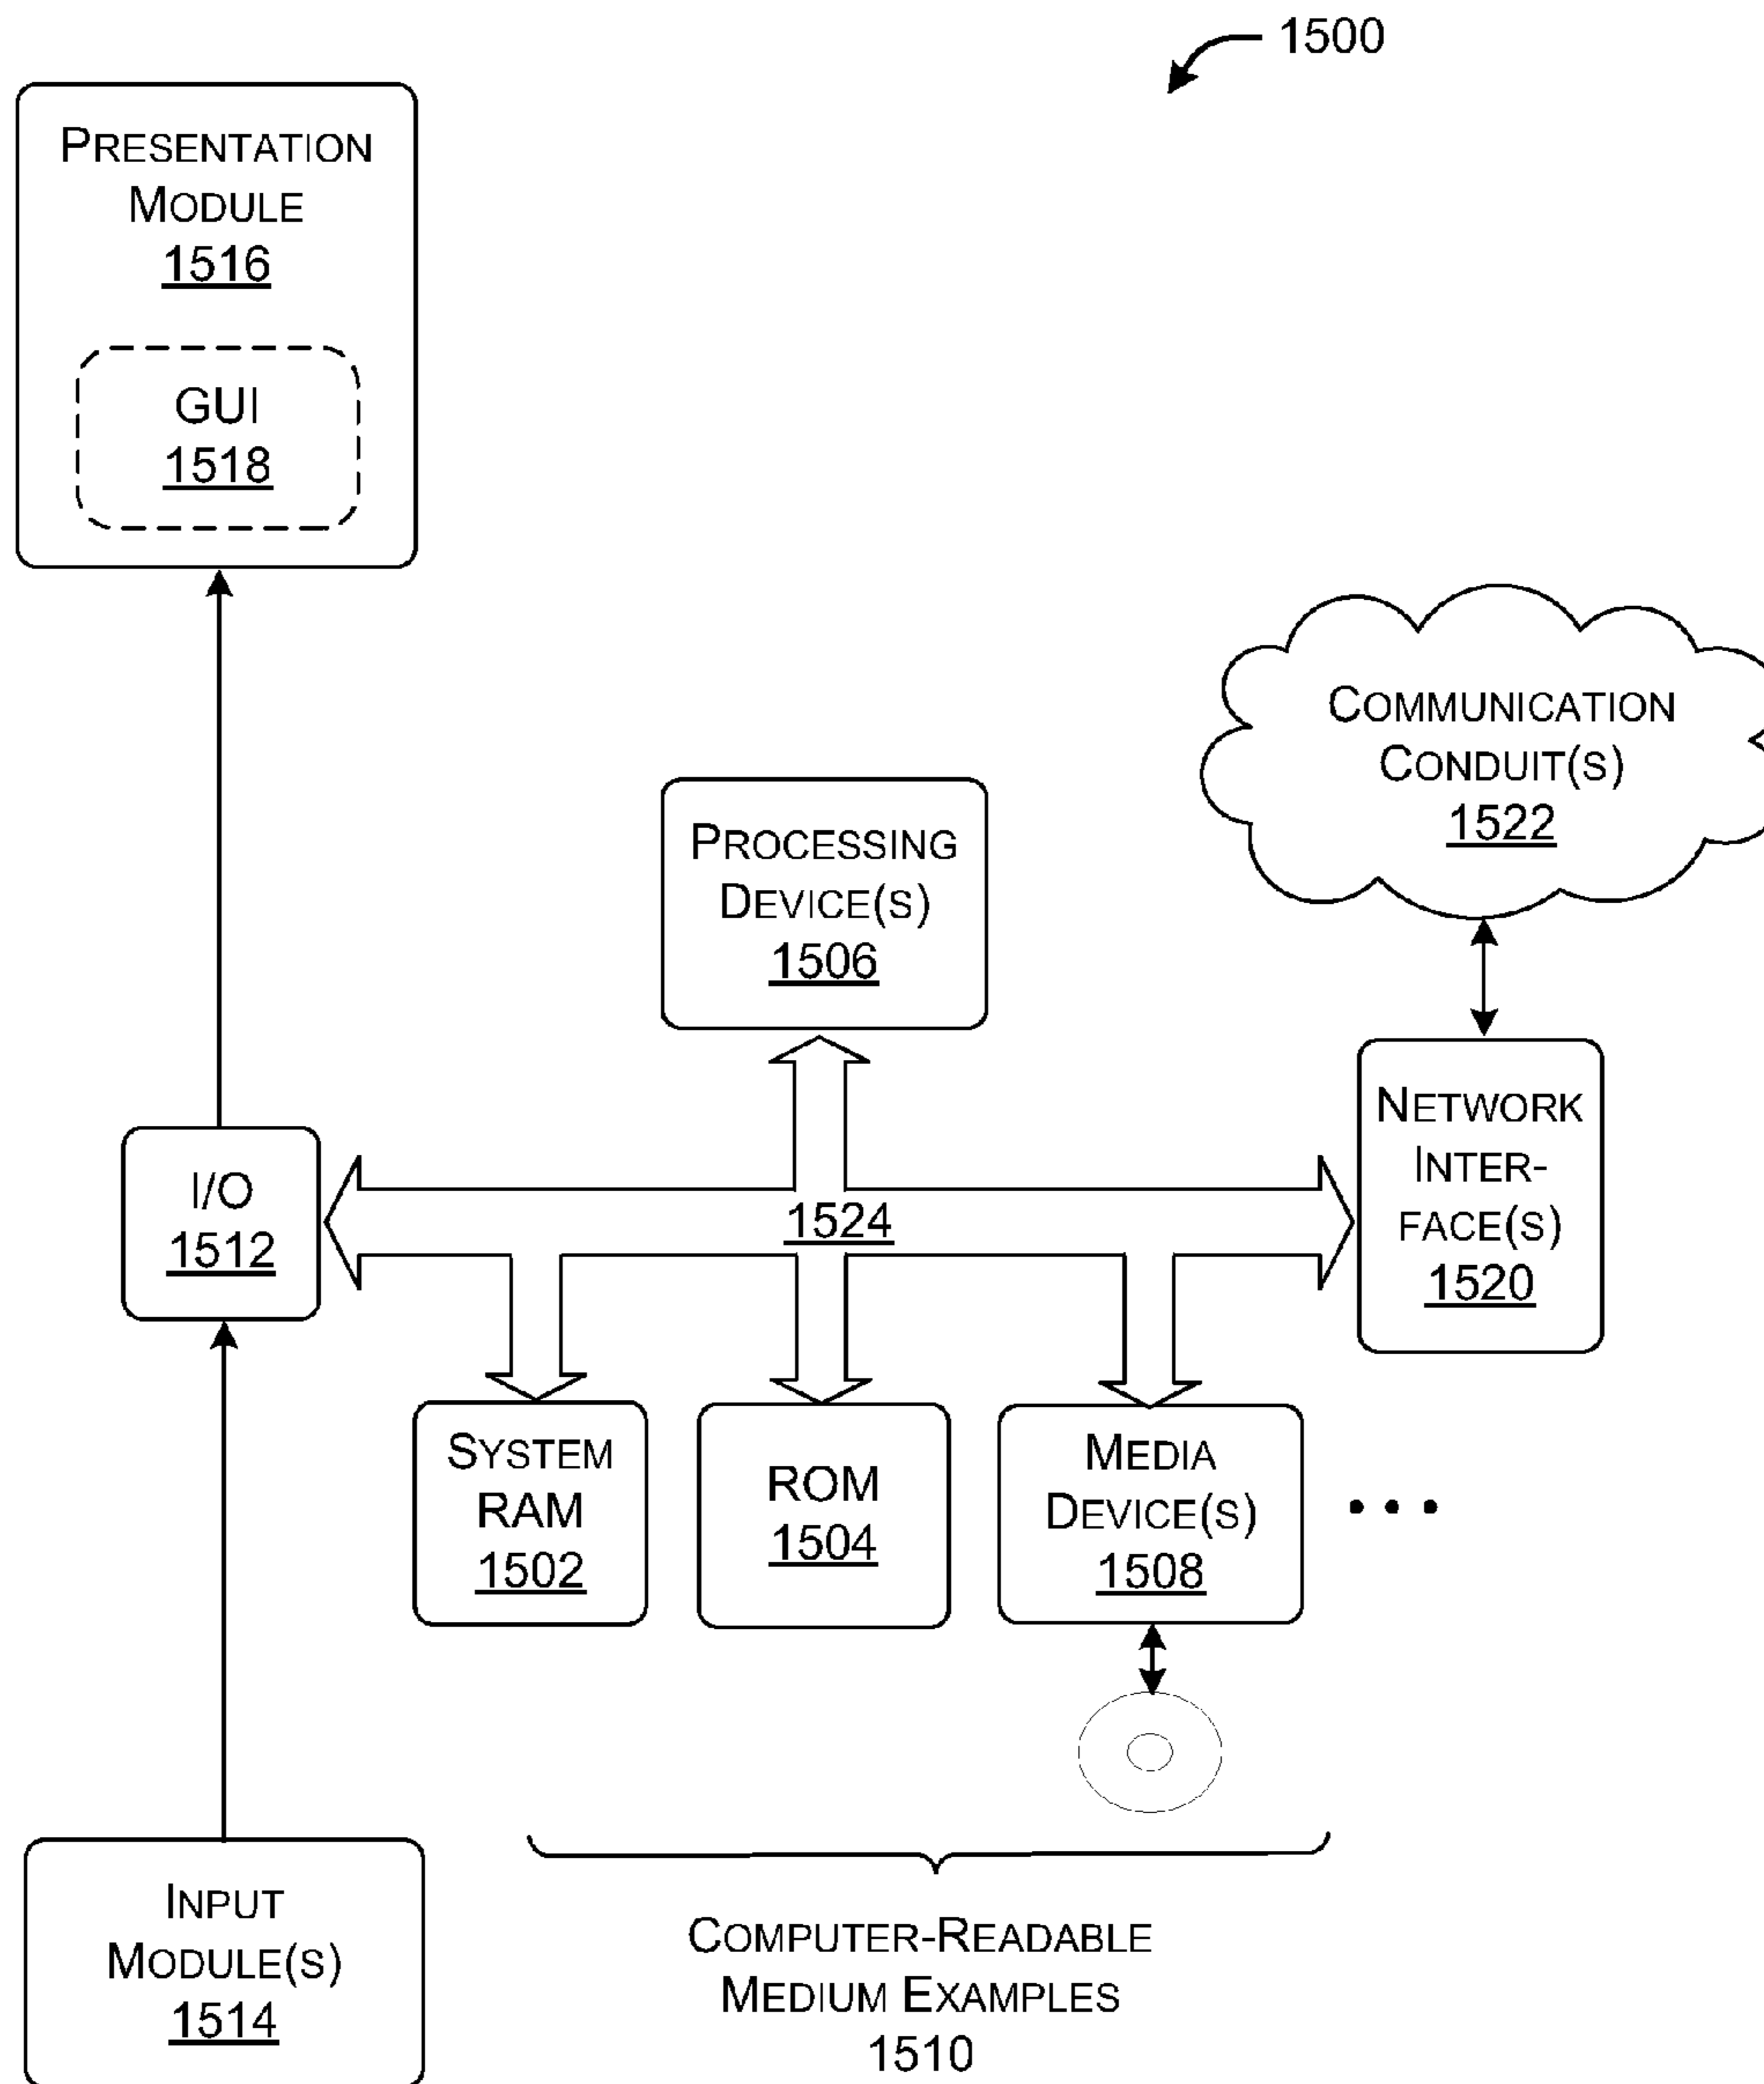 1500
PRESENTATION
MODULE
1516
GUI
1518
COMMUNICATION
CONDUIT(S)
1522
PROCESSING
DEVICE(S)
1506
NETWORK
INTER-
FACE(S)
1520
I/O
1512
1524
SYSTEM
RAM
1502
ROM
1504
MEDIA
DEVICE(S)
1508
• • •
INPUT
MODULE(S)
1514
COMPUTER-READABLE
MEDIUM EXAMPLES
1510